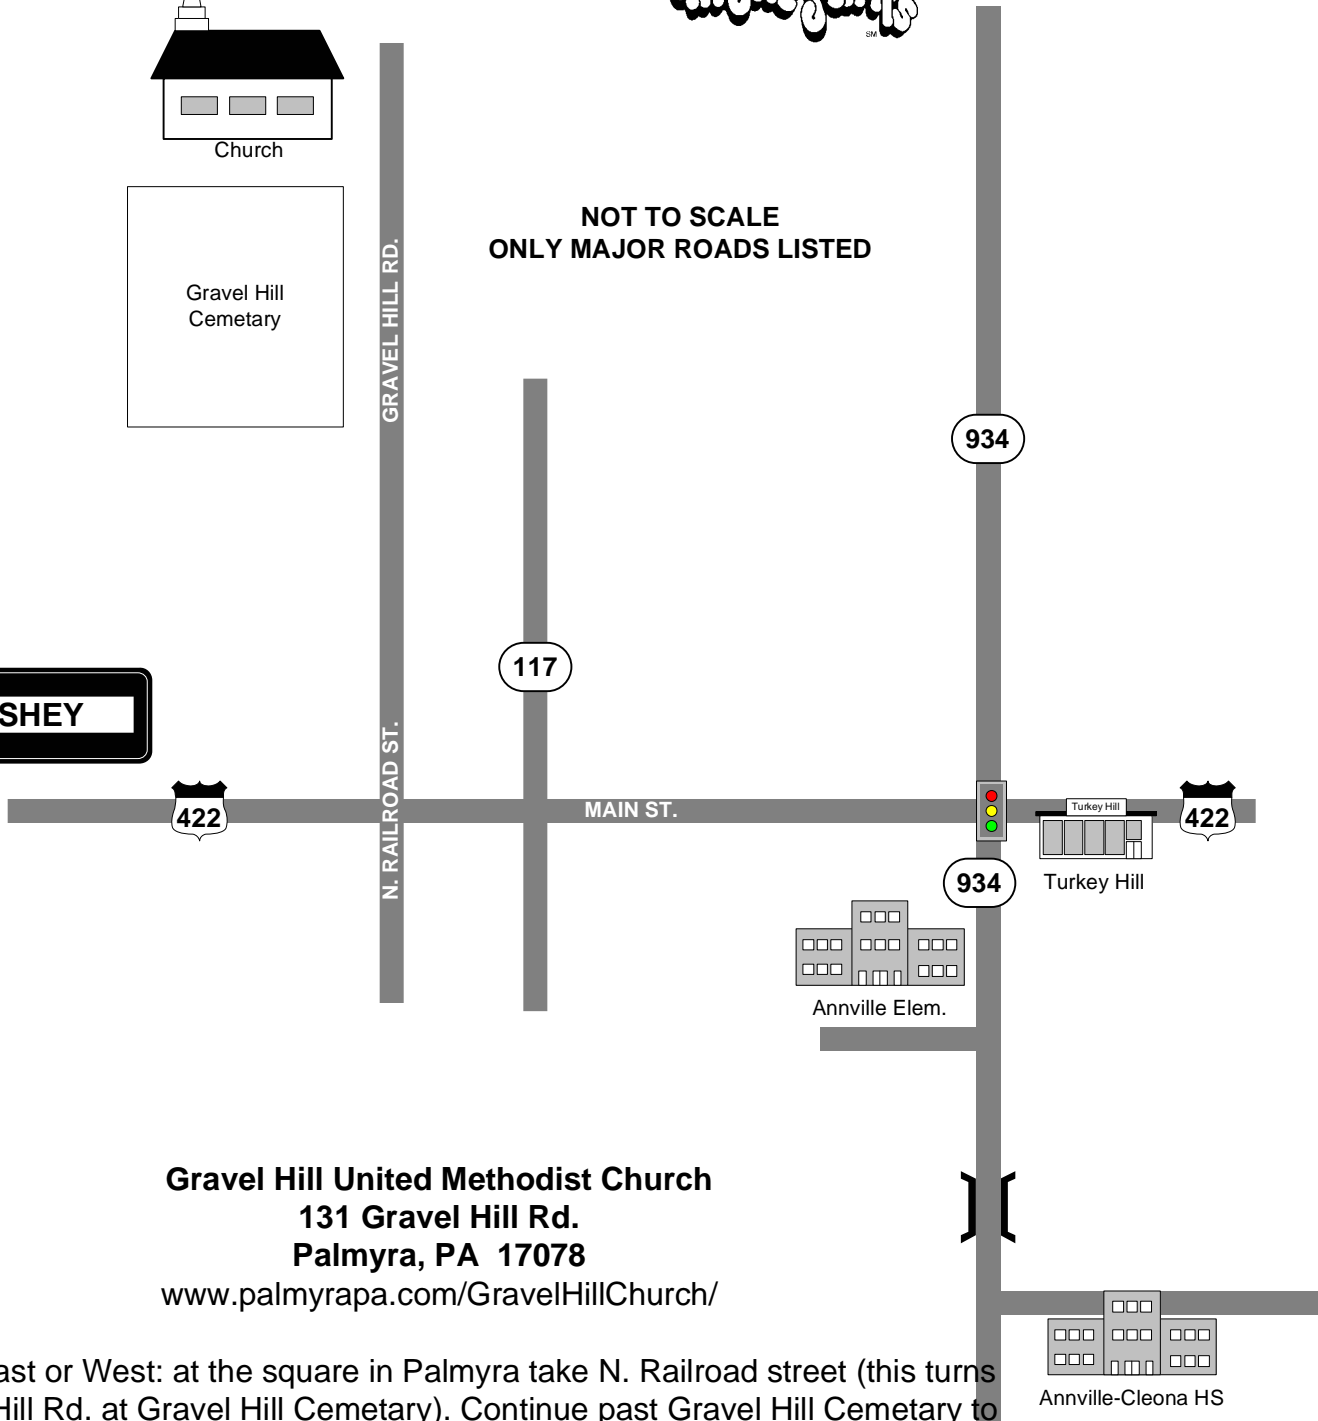 SM
Church
NOT TO SCALE
ONLY MAJOR ROADS LISTED
GRAVEL HILL RD.
Gravel Hill
Cemetary
934
117
SHEY
N. RAILROAD ST.
422
MAIN ST.
Turkey Hill
422
934
Turkey Hill
Annville Elem.
Gravel Hill United Methodist Church
131 Gravel Hill Rd.
Palmyra, PA 17078
www.palmyrapa.com/GravelHillChurch/
ast or West: at the square in Palmyra take N. Railroad street (this turns
Hill Rd. at Gravel Hill Cemetary). Continue past Gravel Hill Cemetary to
Annville-Cleona HS